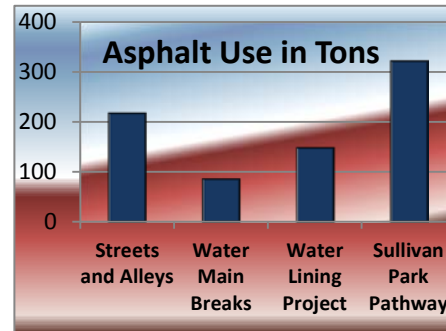 Asphalt Use in Tons
400
300
200
100
0
Streets
and Alleys
Water
Main
Breaks
Water
Lining
Project
Sullivan
Park
Pathway